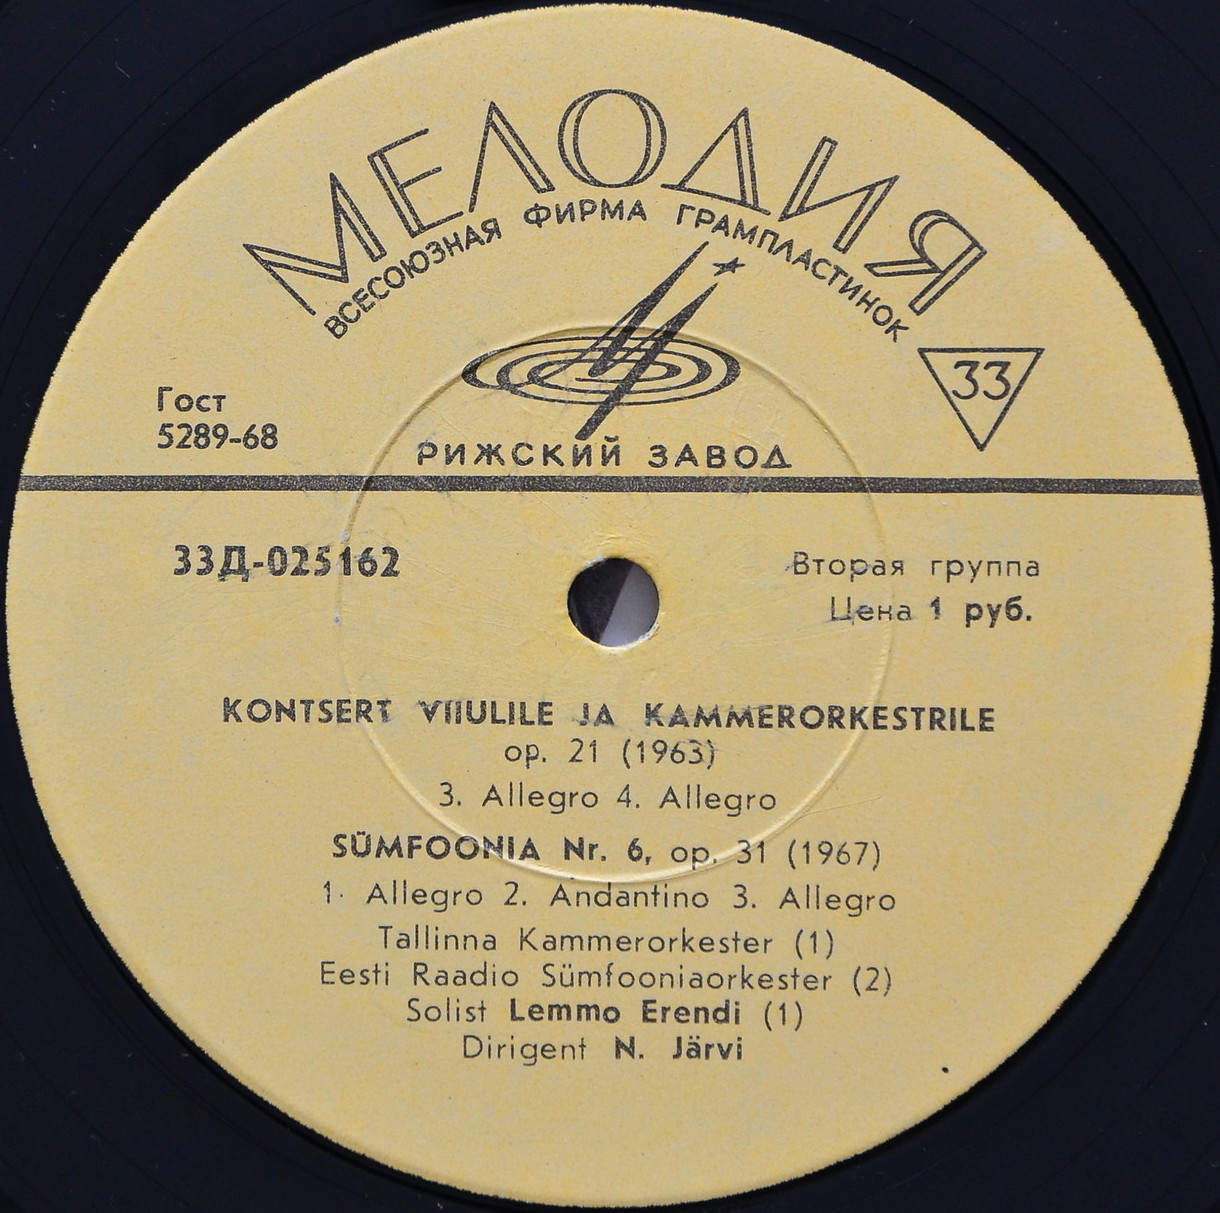 МЕЛОДИЯ
ВСЕСОЮЗНАЯ ФИРМА ГРАМПЛАСТИНОК
33
Гост
5289-68
РИЖСКИЙ ЗАВОД
33Д-025162
Вторая группа
Цена 1 руб.
KONTSERT VIIULILE JA KAMMERORKESTRILE
op. 21 (1963)
3. Allegro 4. Allegro
SÜMFOONIA Nr. 6, op. 31 (1967)
1. Allegro 2. Andantino 3. Allegro
Tallinna Kammerorkester (1)
Eesti Raadio Sümfooniaorkester (2)
Solist Lemmo Erendi (1)
Dirigent N. Järvi